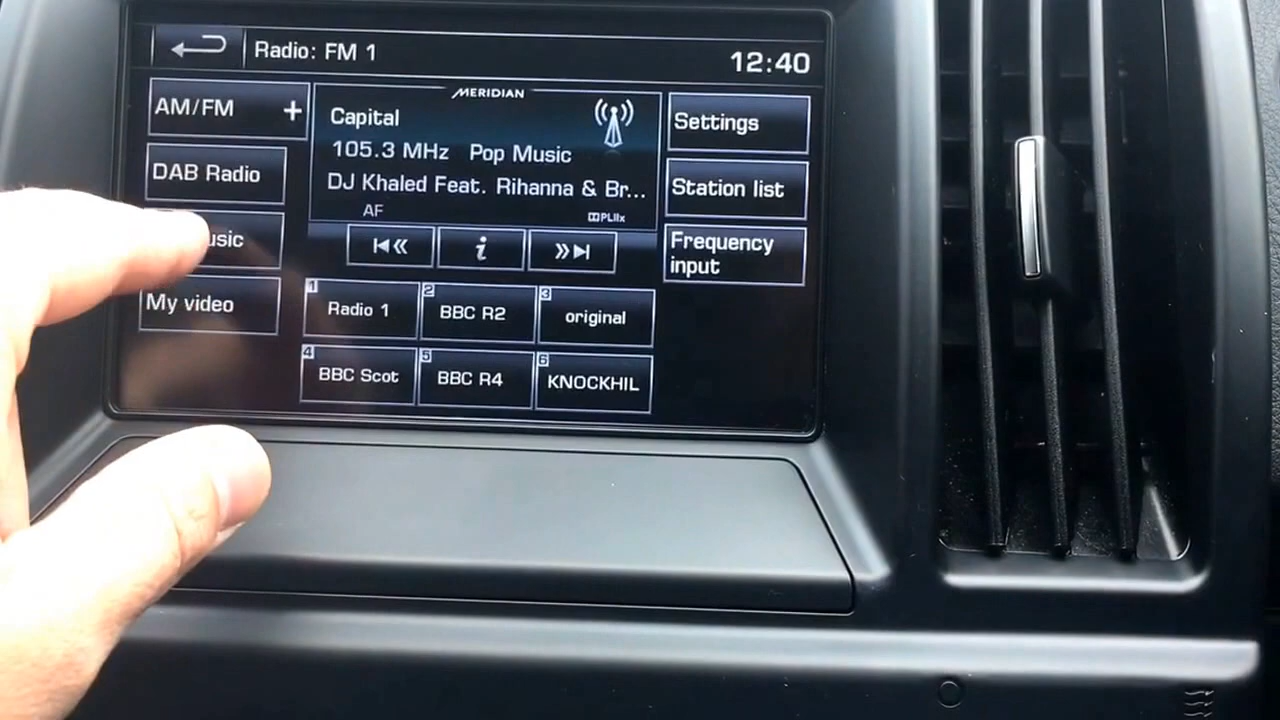 Radio: FM 1
12:40
AM/FM +
MERIDIAN
Capital
105.3 MHz Pop Music
DJ Khaled Feat. Rihanna & Br...
AF
PLIIx
Settings
DAB Radio
Station list
Frequency
input
i
My video
1
Radio 1
2
BBC R2
3
original
4
BBC Scot
5
BBC R4
6
KNOCKHIL